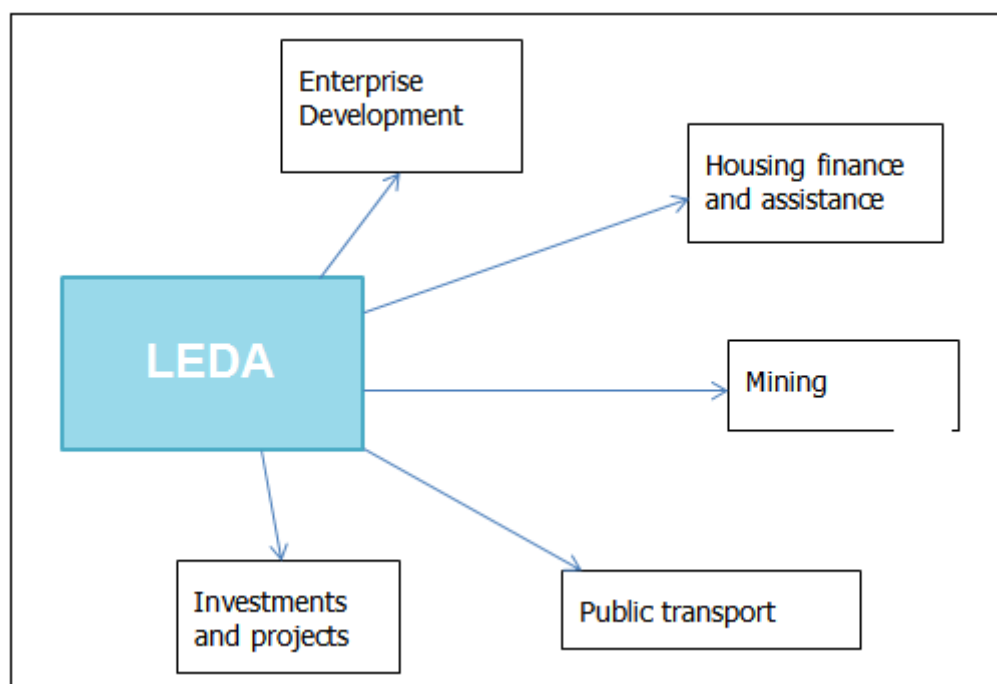 Enterprise
Development
Housing finance
and assistance
LEDA
Mining
Investments
and projects
Public transport